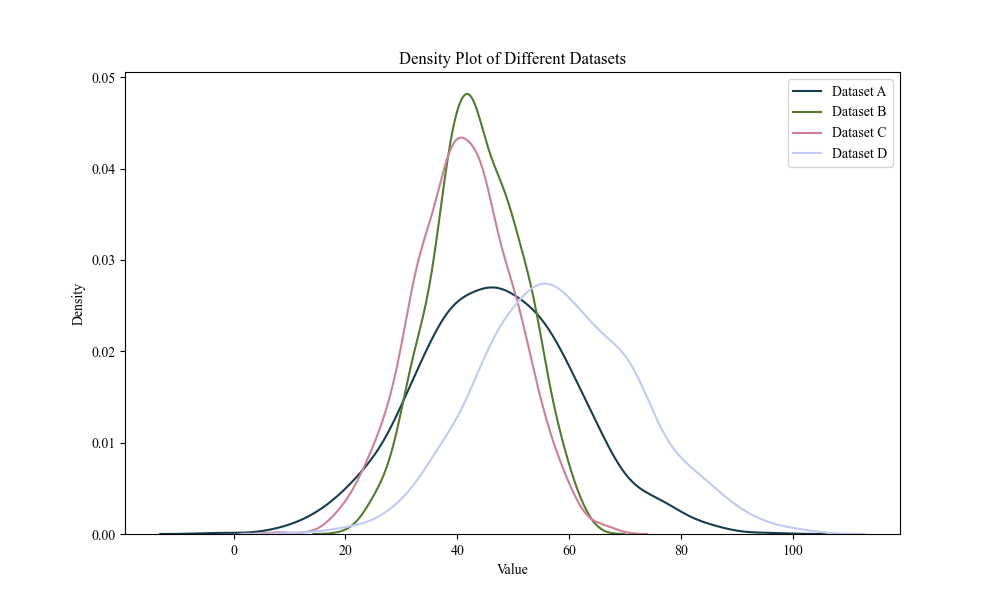 Density Plot of Different Datasets
Dataset A
Dataset B
Dataset C
Dataset D
Density
0.05
0.04
0.03
0.02
0.01
0.00
0 20 40 60 80 100
Value